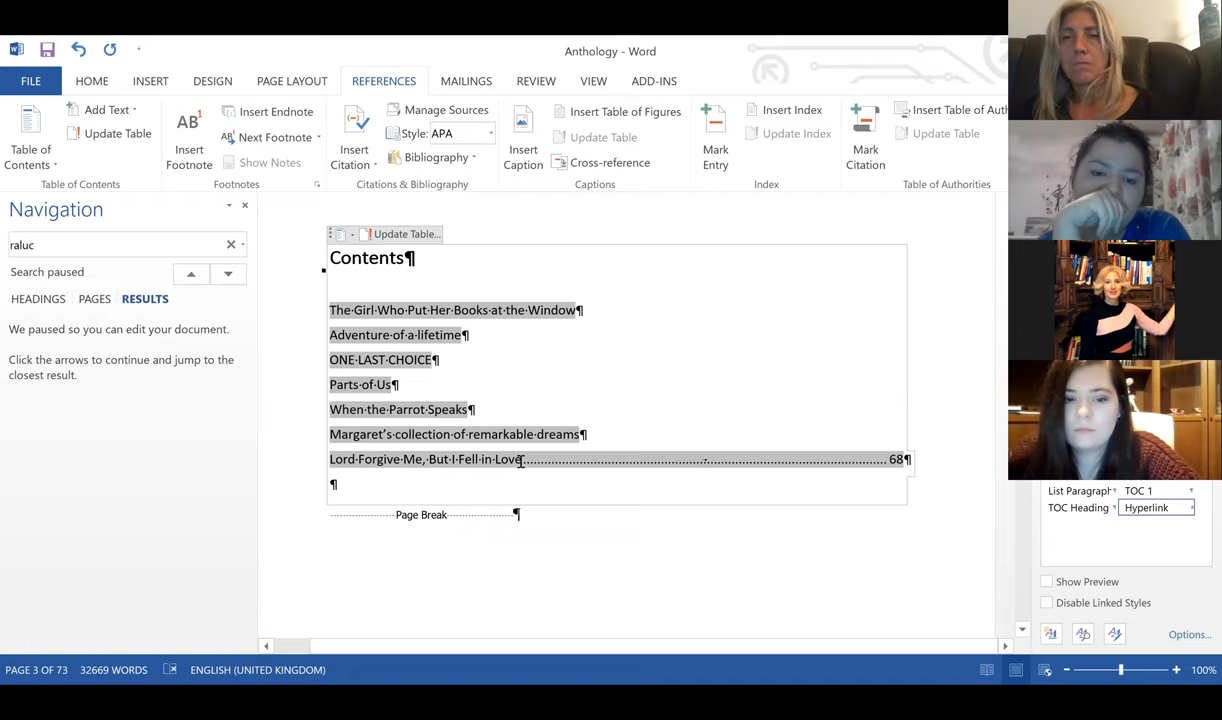 Anthology - Word
FILE HOME INSERT DESIGN PAGE LAYOUT REFERENCES MAILINGS REVIEW VIEW ADD-INS
Table of Contents
Add Text
Update Table
Table of Contents
AB¹
Insert Footnote
Insert Endnote
Next Footnote
Show Notes
Footnotes
Insert Citation
Manage Sources
Style: APA
Bibliography
Citations & Bibliography
Insert Caption
Insert Table of Figures
Update Table
Cross-reference
Captions
Mark Entry
Insert Index
Update Index
Index
Mark Citation
Insert Table of Auth
Update Table
Table of Authorities
Navigation
raluc
Search paused
HEADINGS PAGES RESULTS
We paused so you can edit your document.
Click the arrows to continue and jump to the
closest result.
Update Table...
Contents¶
The·Girl·Who·Put·Her·Books·at·the·Window¶
Adventure·of·a·lifetime¶
ONE·LAST·CHOICE¶
Parts·of·Us¶
When·the·Parrot·Speaks¶
Margaret's·collection·of·remarkable·dreams¶
Lord·Forgive·Me,·But·I·Fell·in·Love 68¶
¶
Page Break ¶
List Paragraph TOC 1
TOC Heading Hyperlink
Show Preview
Disable Linked Styles
Options...
PAGE 3 OF 73 32669 WORDS ENGLISH (UNITED KINGDOM) 100%